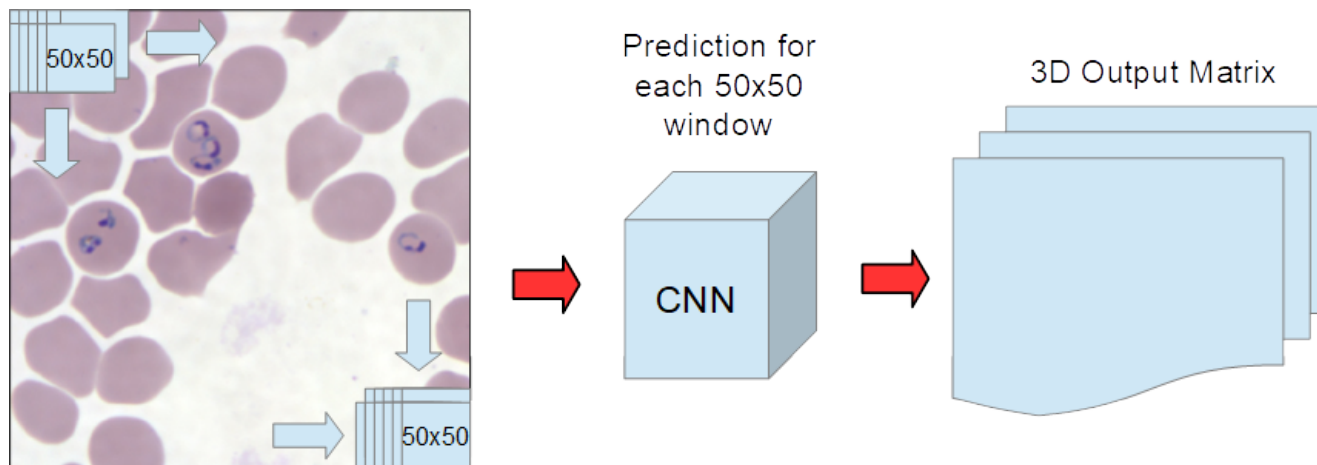 50x50
Prediction for
each 50x50
window
3D Output Matrix
CNN
50x50